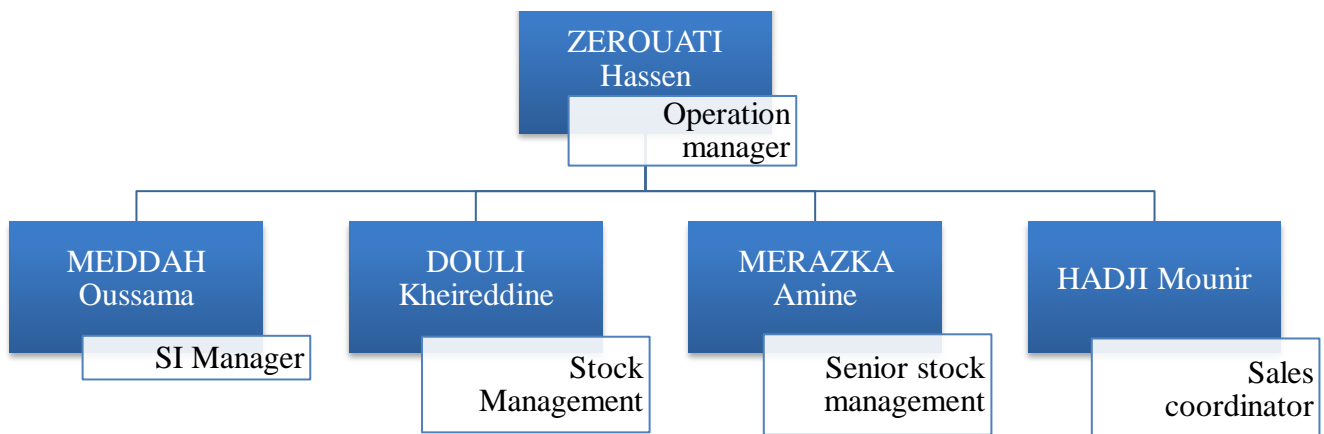 ZEROUATI
Hassen
Operation
manager
MEDDAH
Oussama
SI Manager
DOULI
Kheireddine
Stock
Management
MERAZKA
Amine
Senior stock
management
HADJI Mounir
Sales
coordinator